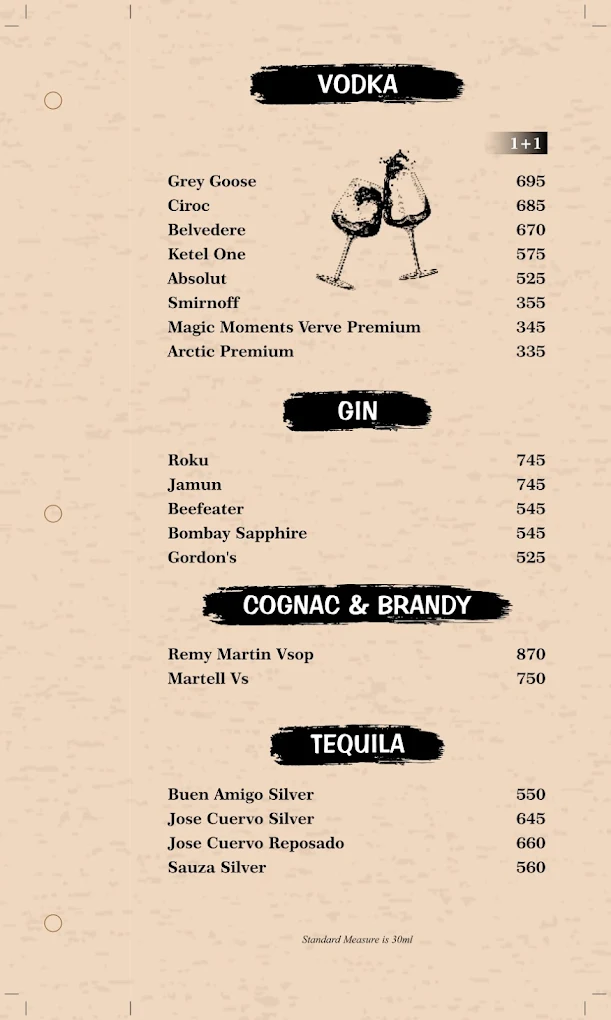 VODKA
1+1
Grey Goose 695
Ciroc 685
Belvedere 670
Ketel One 575
Absolut 525
Smirnoff 355
Magic Moments Verve Premium 345
Arctic Premium 335
GIN
Roku 745
Jamun 745
Beefeater 545
Bombay Sapphire 545
Gordon's 525
COGNAC & BRANDY
Remy Martin Vsop 870
Martell Vs 750
TEQUILA
Buen Amigo Silver 550
Jose Cuervo Silver 645
Jose Cuervo Reposado 660
Sauza Silver 560
Standard Measure is 30ml